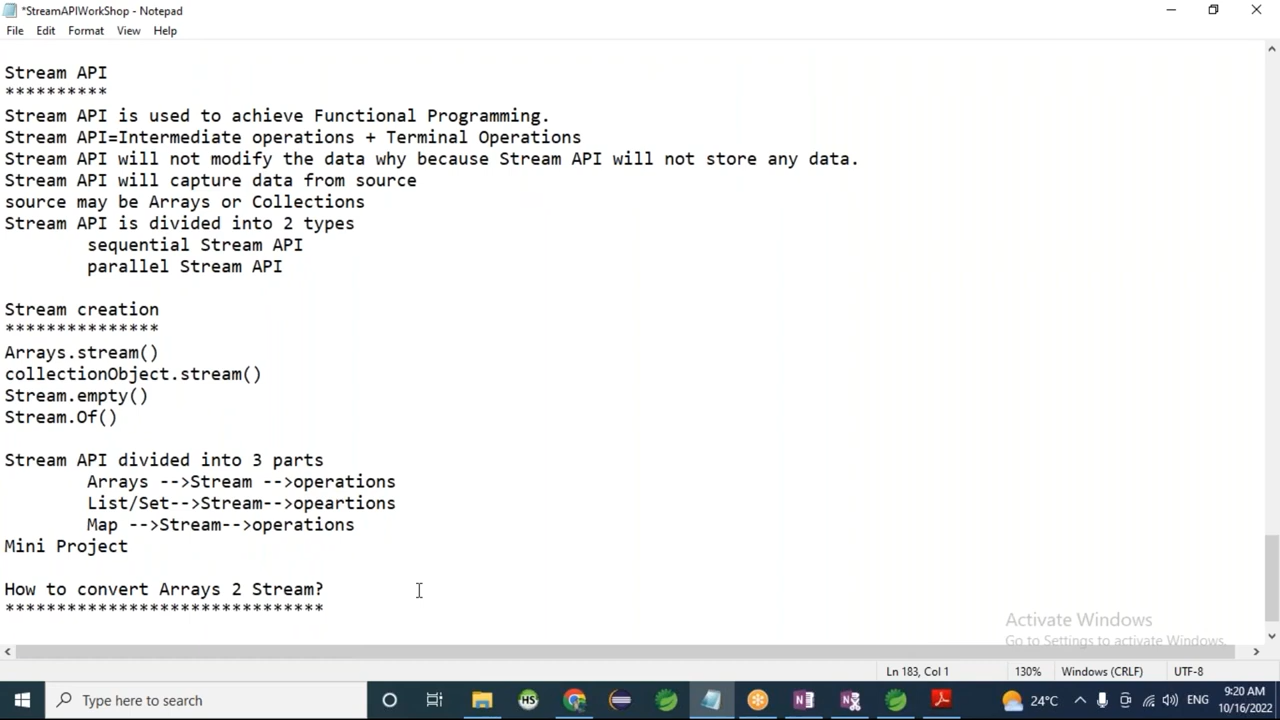 *StreamAPIWorkShop - Notepad
File Edit Format View Help
Stream API
**********
Stream API is used to achieve Functional Programming.
Stream API=Intermediate operations + Terminal Operations
Stream API will not modify the data why because Stream API will not store any data.
Stream API will capture data from source
source may be Arrays or Collections
Stream API is divided into 2 types
sequential Stream API
parallel Stream API
Stream creation
***************
Arrays.stream()
collectionObject.stream()
Stream.empty()
Stream.Of()
Stream API divided into 3 parts
Arrays -->Stream -->operations
List/Set-->Stream-->opeartions
Map -->Stream-->operations
Mini Project
How to convert Arrays 2 Stream?
*******************************
Activate Windows
Go to Settings to activate Windows.
Ln 183, Col 1 130% Windows (CRLF) UTF-8
Type here to search HS N 24°C ENG 9:20 AM
10/16/2022